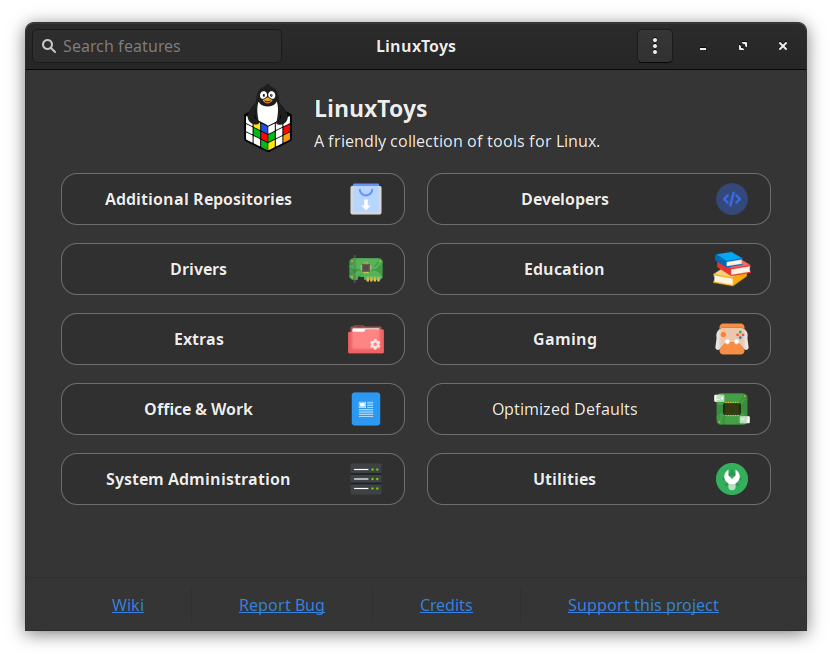 Search features
LinuxToys
LinuxToys
A friendly collection of tools for Linux.
Additional Repositories
Developers
Drivers
Education
Extras
Gaming
Office & Work
Optimized Defaults
System Administration
Utilities
Wiki
Report Bug
Credits
Support this project